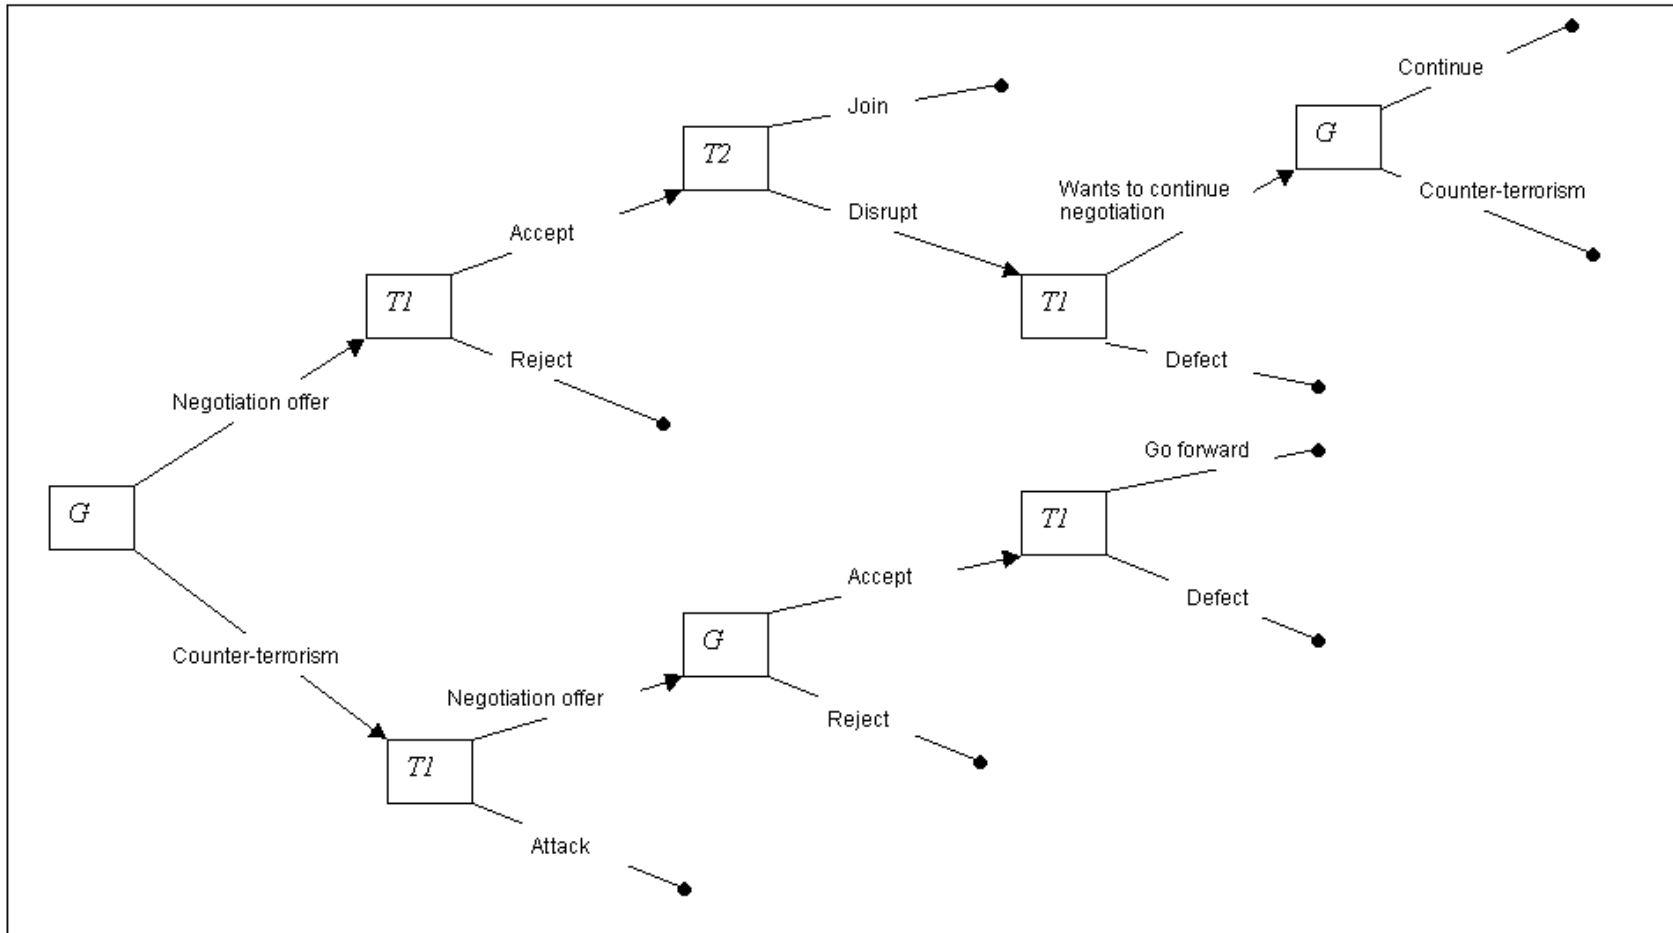 Continue
Join
G
T2
Wants to continue
negotiation
Counter-terrorism
Accept
Disrupt
T1
T1
Reject
Defect
Negotiation offer
Go forward
G
T1
Accept
Defect
G
Counter-terrorism
Negotiation offer
Reject
T1
Attack